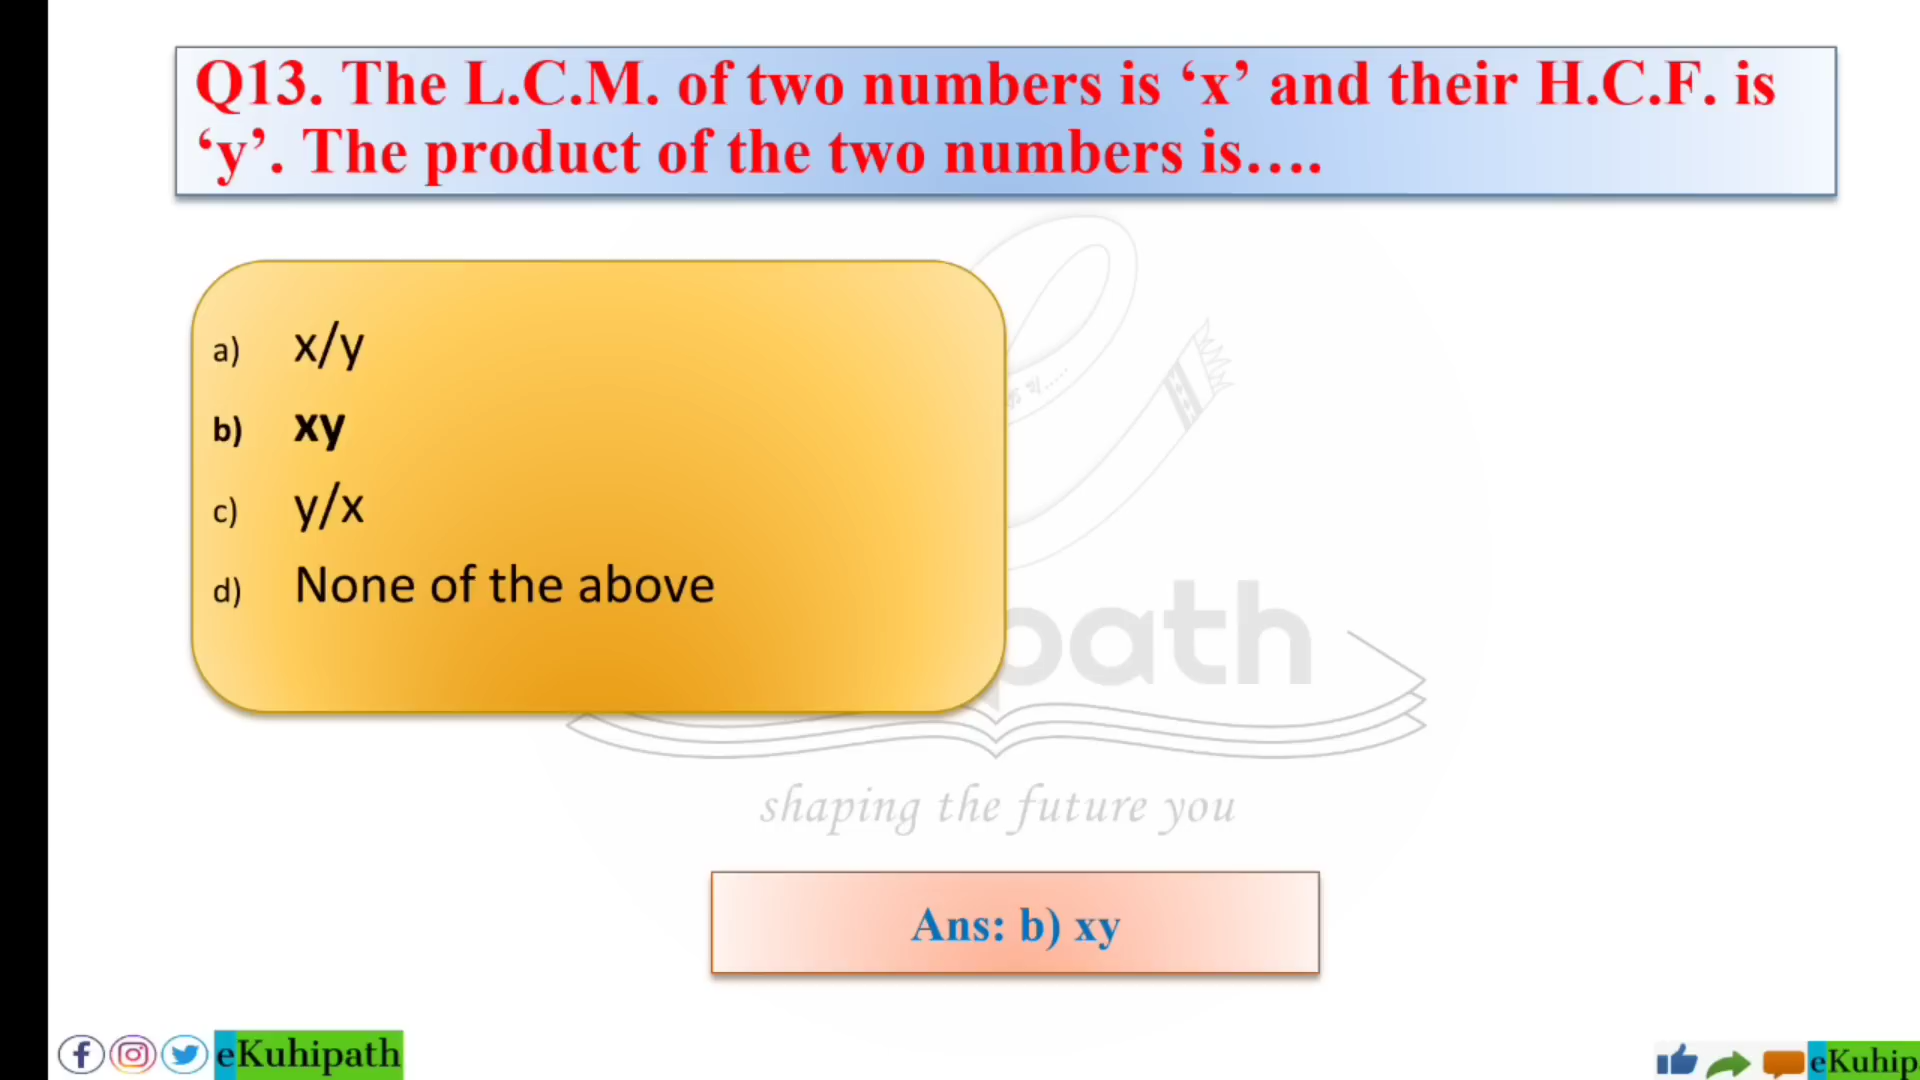 Q13. The L.C.M. of two numbers is ‘x’ and their H.C.F. is
‘y’. The product of the two numbers is….
a) x/y
b) xy
c) y/x
d) None of the above
path
shaping the future you
Ans: b) xy
eKuhipath
eKuhip